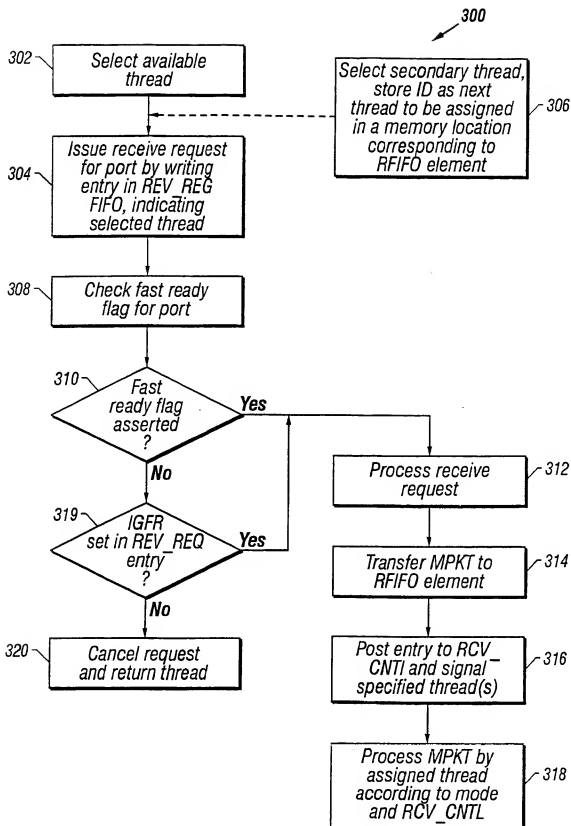 300
302
Select available
thread
Select secondary thread,
store ID as next
thread to be assigned
in a memory location
corresponding to
RFIFO element
306
304
Issue receive request
for port by writing
entry in REV_REG
FIFO, indicating
selected thread
308
Check fast ready
flag for port
310
Fast
ready flag
asserted
?
Yes
No
312
Process receive
request
319
IGFR
set in REV_REQ
entry
?
Yes
No
314
Transfer MPKT to
RFIFO element
320
Cancel request
and return thread
316
Post entry to RCV_
CNTl and signal
specified thread(s)
318
Process MPKT by
assigned thread
according to mode
and RCV_CNTL